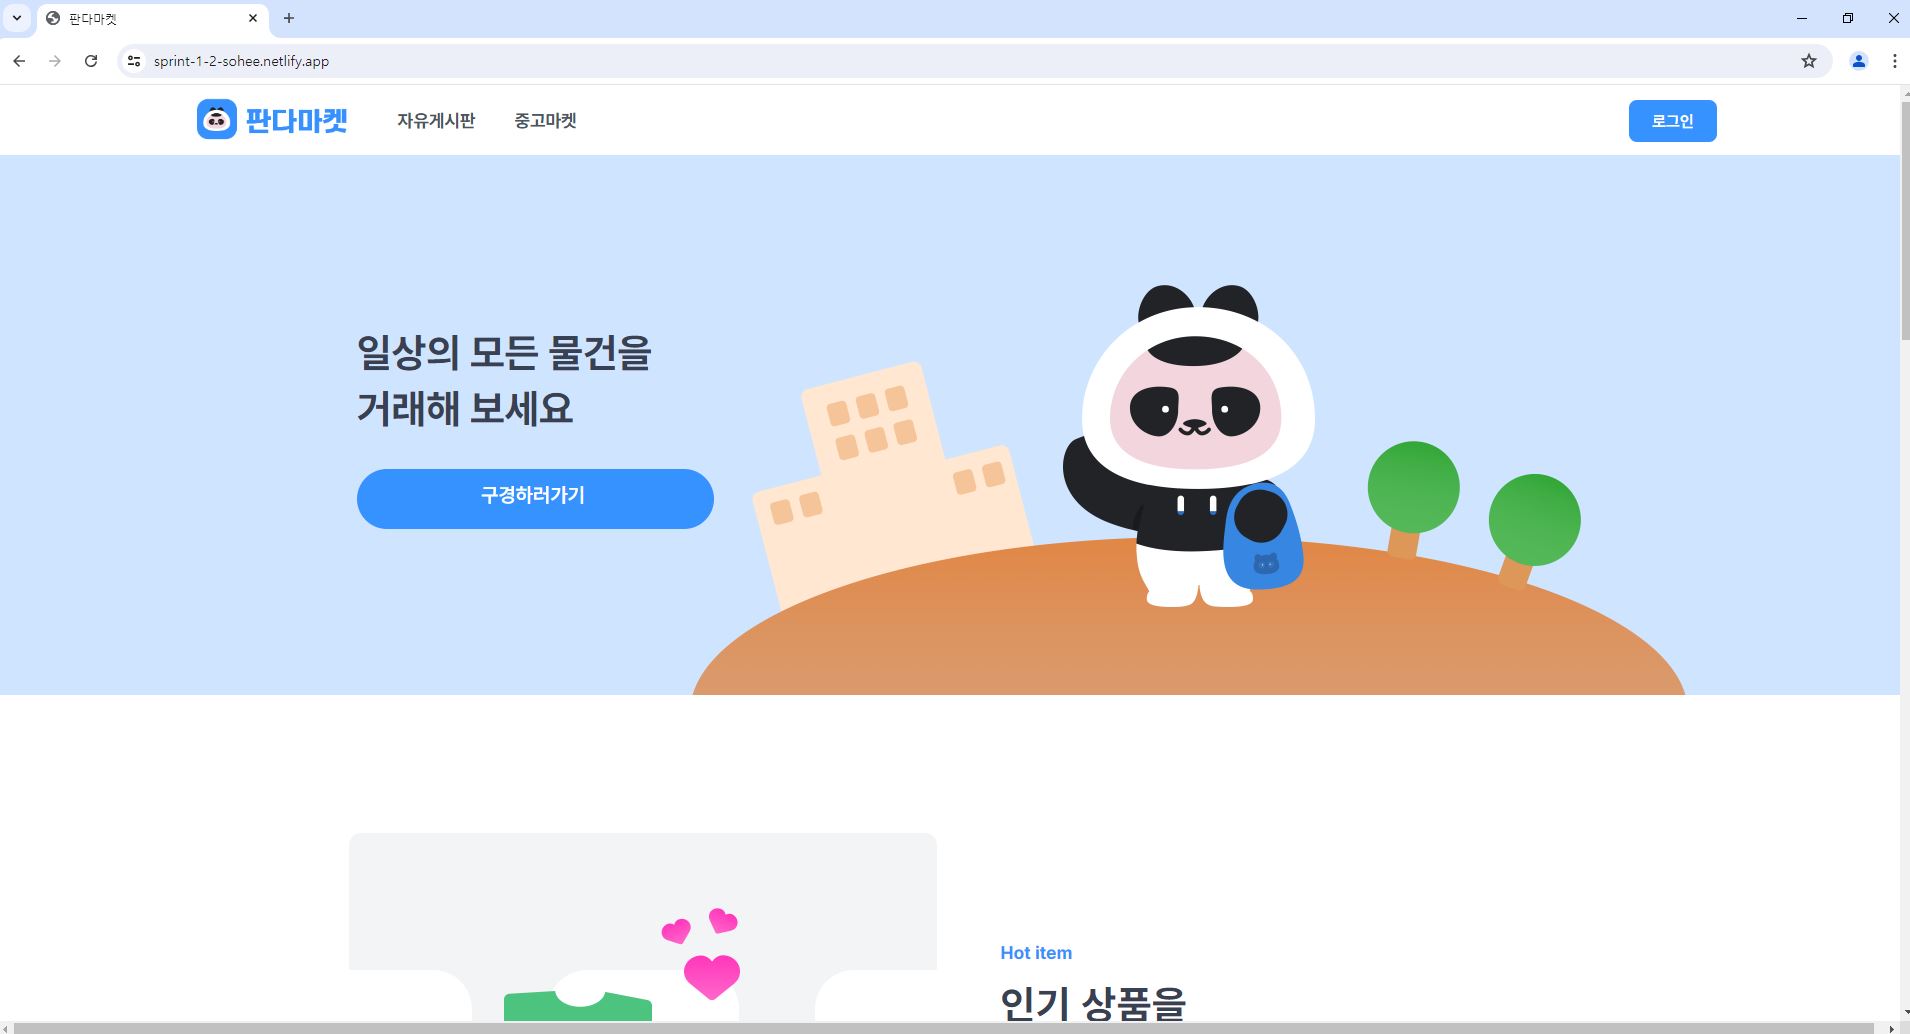 판다마켓
sprint-1-2-sohee.netlify.app
판다마켓
자유게시판
중고마켓
로그인
일상의 모든 물건을
거래해 보세요
구경하러가기
Hot item
인기 상품을